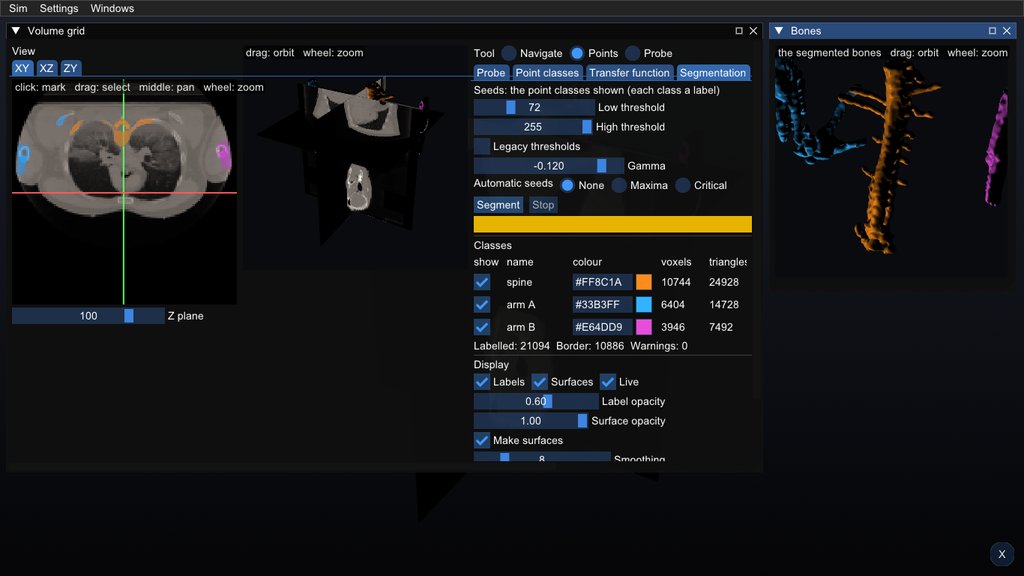 Sim Settings Windows
Volume grid
Bones
View
XY XZ ZY
click: mark drag: select middle: pan wheel: zoom
drag: orbit wheel: zoom
100 Z plane
Tool Navigate Points Probe
Probe Point classes Transfer function Segmentation
Seeds: the point classes shown (each class a label)
72 Low threshold
255 High threshold
Legacy thresholds
-0.120 Gamma
Automatic seeds None Maxima Critical
Segment Stop
Classes
show name colour voxels triangles
spine #FF8C1A 10744 24928
arm A #33B3FF 6404 14728
arm B #E64DD9 3946 7492
Labelled: 21094 Border: 10886 Warnings: 0
Display
Labels Surfaces Live
0.60 Label opacity
1.00 Surface opacity
Make surfaces
8 Smoothing
the segmented bones drag: orbit wheel: zoom
X